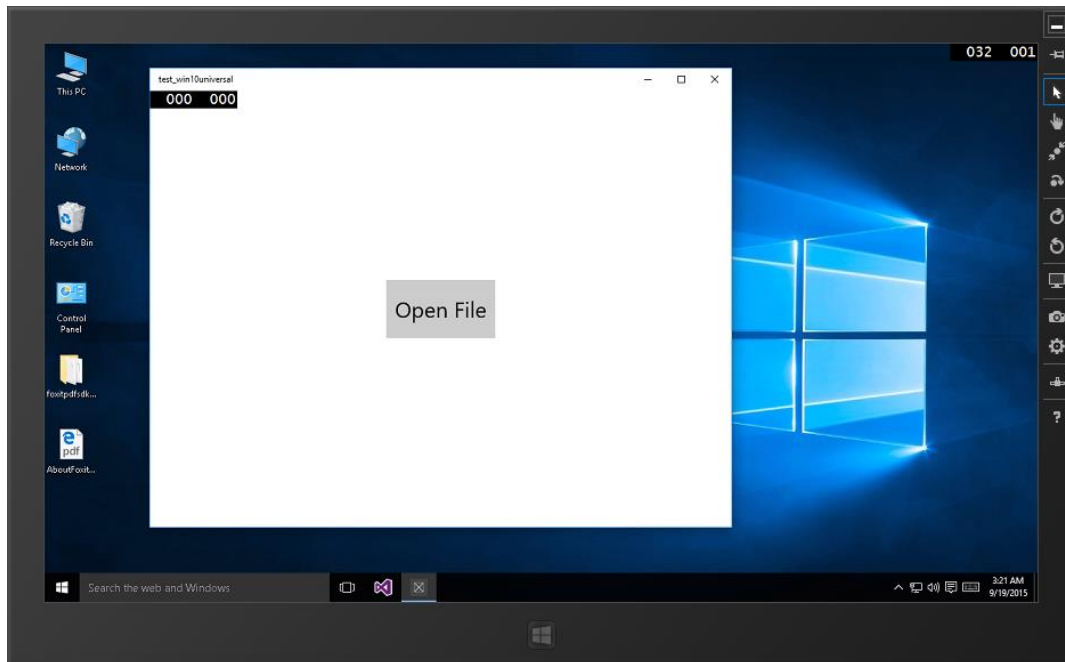 032 001
This PC
test_win10universal
000 000
Network
Recycle Bin
Open File
Control
Panel
foxitpdfsdk...
pdf
AboutFoxit...
Search the web and Windows
3:21 AM
9/19/2015